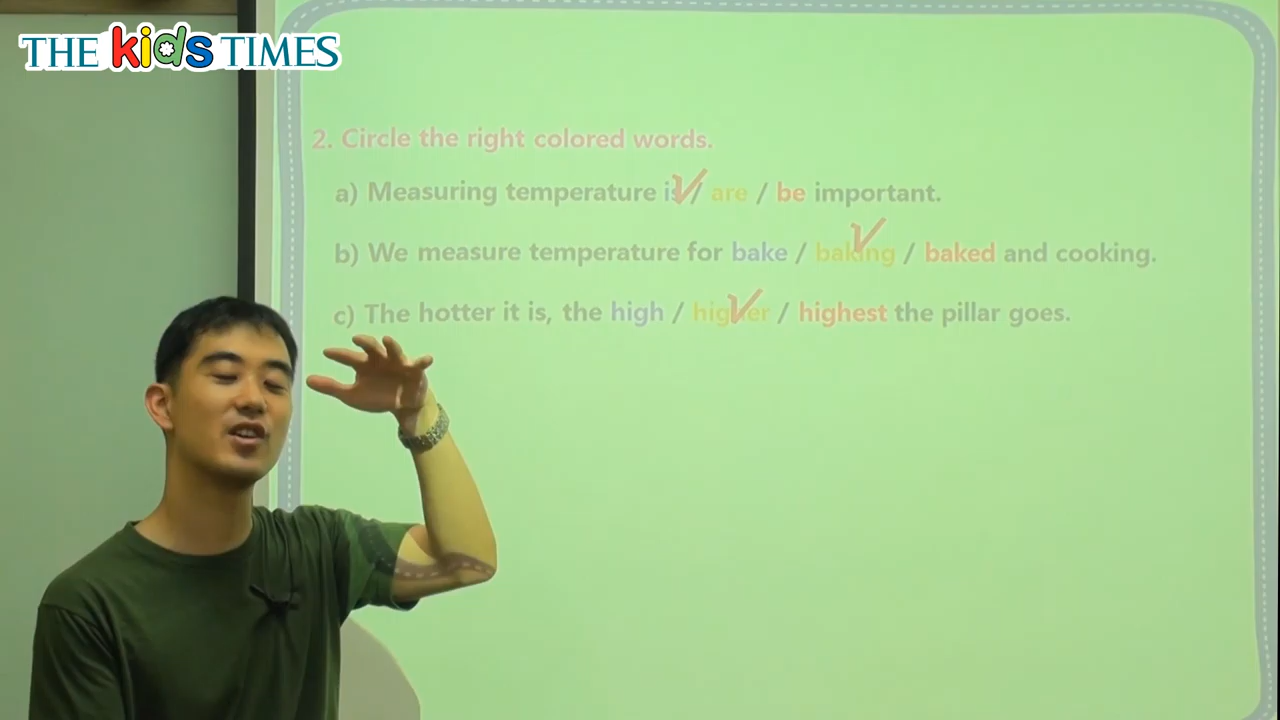 THE kids TIMES
2. Circle the right colored words.
a) Measuring temperature is / are / be important.
b) We measure temperature for bake / baking / baked and cooking.
c) The hotter it is, the high / higher / highest the pillar goes.